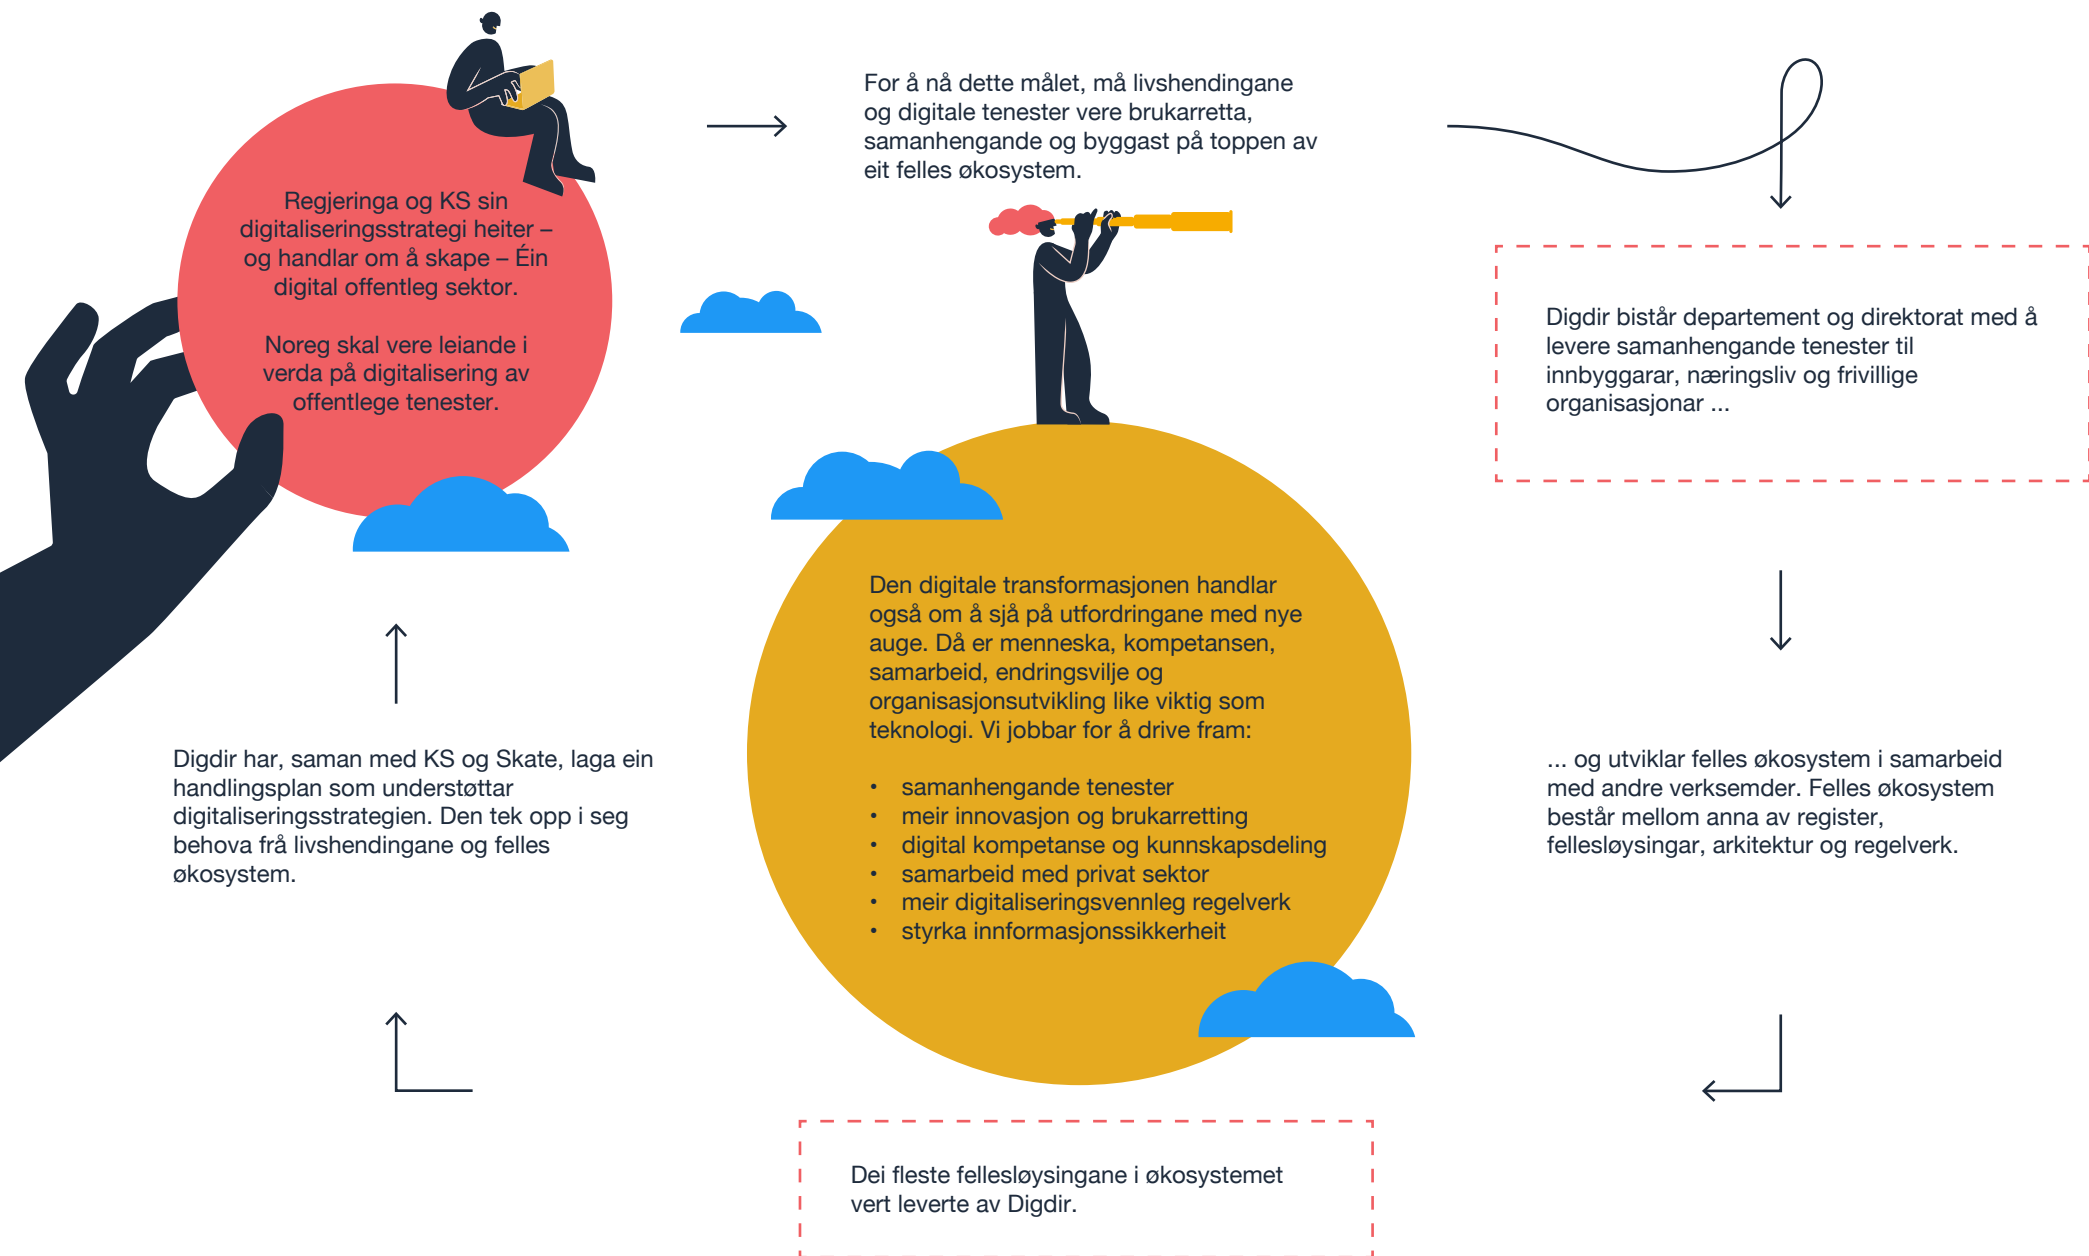 Regjeringa og KS sin
digitaliseringsstrategi heiter –
og handlar om å skape – Éin
digital offentleg sektor.
Noreg skal vere leiande i
verda på digitalisering av
offentlege tenester.
For å nå dette målet, må livshendingane
og digitale tenester vere brukarretta,
samanhengande og byggast på toppen av
eit felles økosystem.
Digdir bistår departement og direktorat med å
levere samanhengande tenester til
innbyggarar, næringsliv og frivillige
organisasjonar ...
... og utviklar felles økosystem i samarbeid
med andre verksemder. Felles økosystem
består mellom anna av register,
fellesløysingar, arkitektur og regelverk.
Dei fleste fellesløysingane i økosystemet
vert leverte av Digdir.
Digdir har, saman med KS og Skate, laga ein
handlingsplan som understøttar
digitaliseringsstrategien. Den tek opp i seg
behova frå livshendingane og felles
økosystem.
Den digitale transformasjonen handlar
også om å sjå på utfordringane med nye
auge. Då er menneska, kompetansen,
samarbeid, endringsvilje og
organisasjonsutvikling like viktig som
teknologi. Vi jobbar for å drive fram:
• samanhengande tenester
• meir innovasjon og brukarretting
• digital kompetanse og kunnskapsdeling
• samarbeid med privat sektor
• meir digitaliseringsvennleg regelverk
• styrka innformasjonssikkerheit